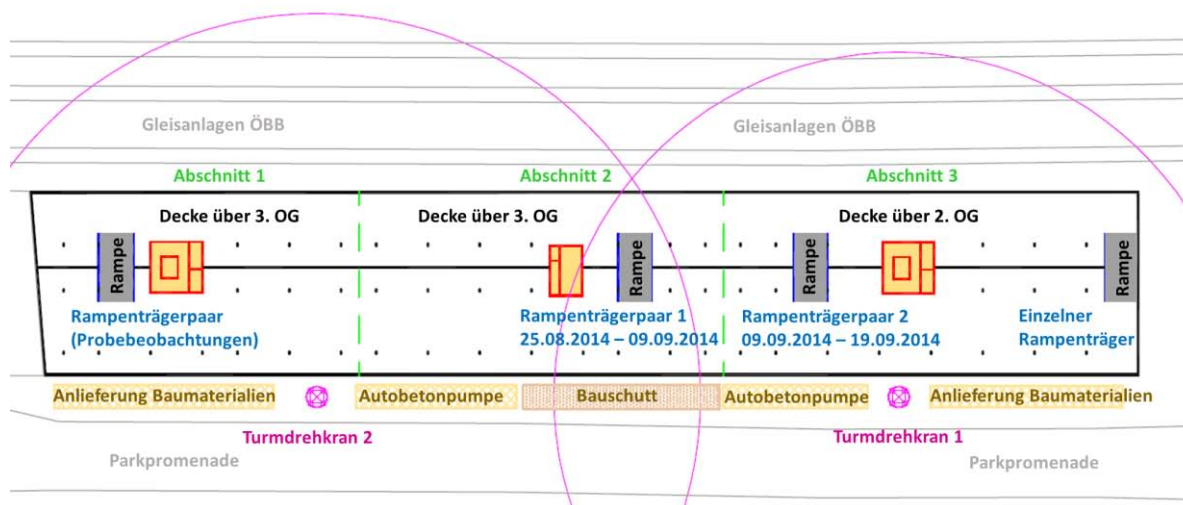 Gleisanlagen ÖBB
Gleisanlagen ÖBB
Abschnitt 1
Abschnitt 2
Abschnitt 3
Decke über 3. OG
Decke über 3. OG
Decke über 2. OG
Rampe
Rampe
Rampe
Rampe
Rampenträgerpaar
(Probebeobachtungen)
Rampenträgerpaar 1
25.08.2014 – 09.09.2014
Rampenträgerpaar 2
09.09.2014 – 19.09.2014
Einzelner
Rampenträger
Anlieferung Baumaterialien
Autobetonpumpe
Bauschutt
Autobetonpumpe
Anlieferung Baumaterialien
Turmdrehkran 2
Turmdrehkran 1
Parkpromenade
Parkpromenade